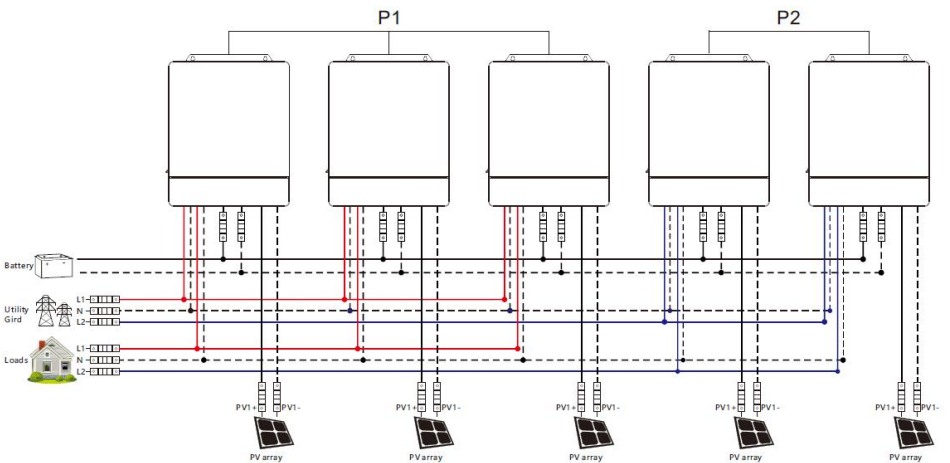 P1 P2
Battery
L1
Utility N
Gird L2
L1
Loads N
L2
PV1+ PV1- PV1+ PV1- PV1+ PV1- PV1+ PV1- PV1+ PV1-
PV array PV array PV array PV array PV array